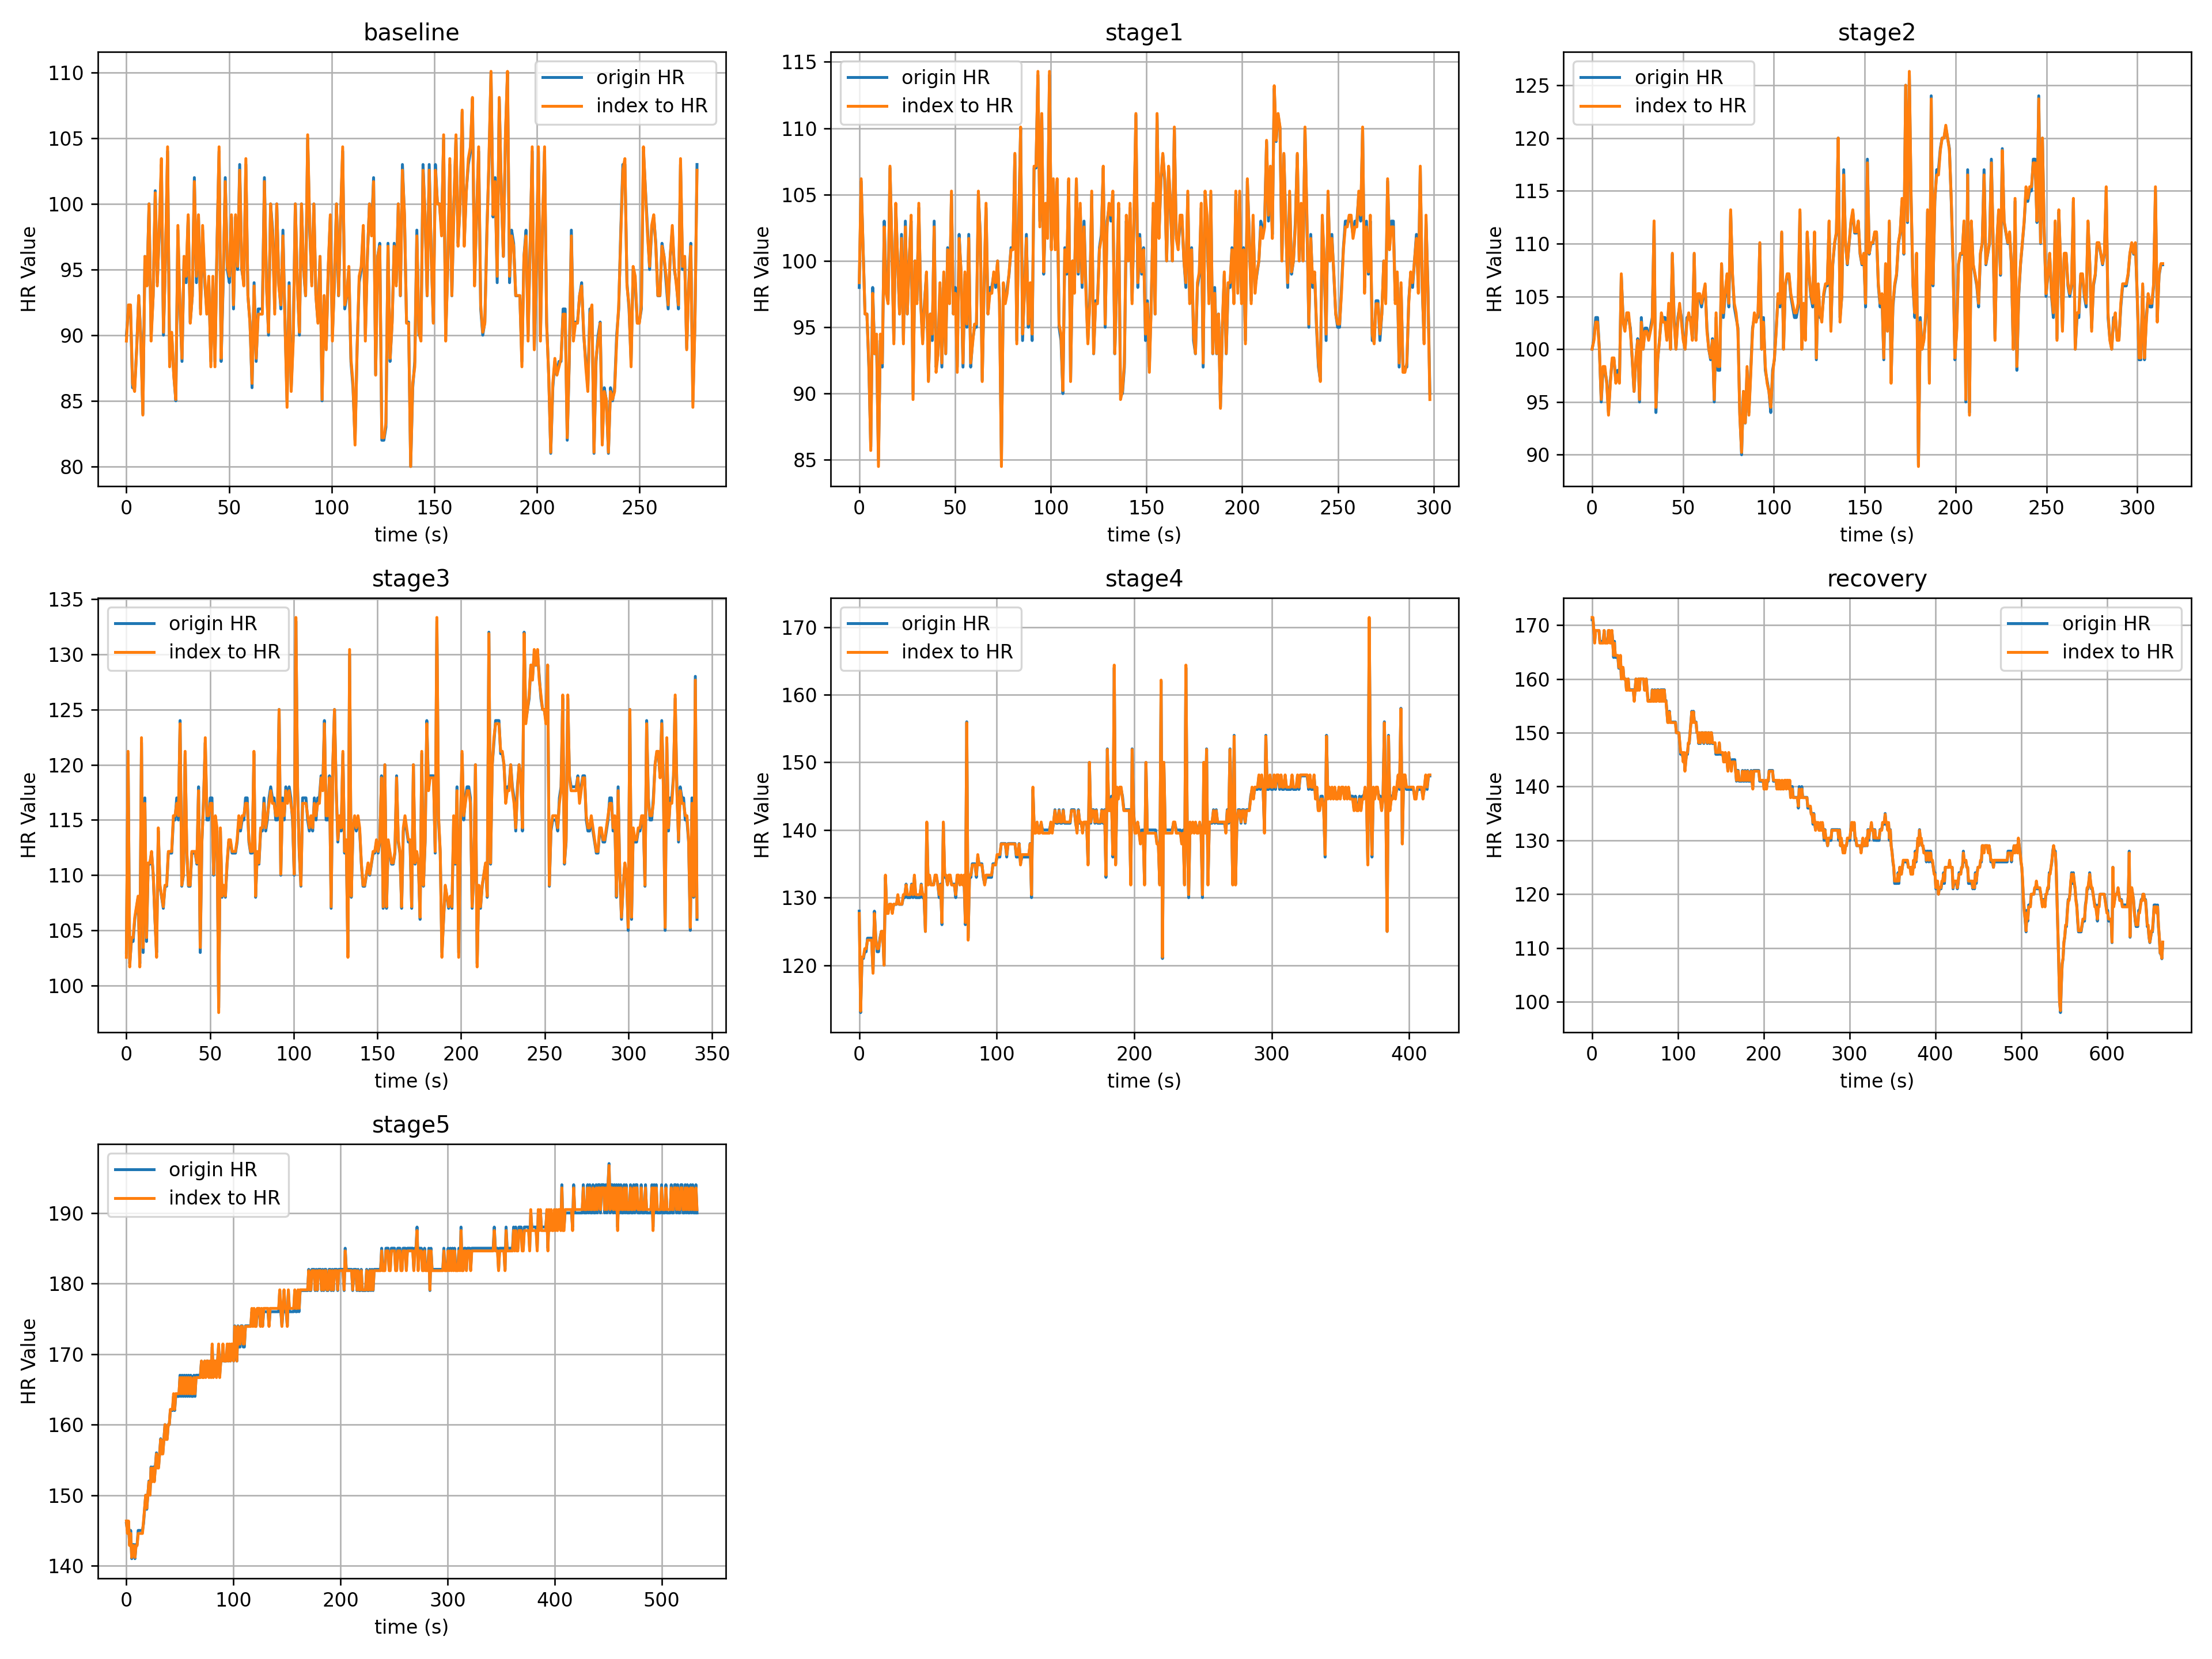 baseline
HR Value
110
105
100
95
90
85
80
origin HR
index to HR
0 50 100 150 200 250
time (s)
stage1
HR Value
115
110
105
100
95
90
85
origin HR
index to HR
0 50 100 150 200 250 300
time (s)
stage2
HR Value
125
120
115
110
105
100
95
90
origin HR
index to HR
0 50 100 150 200 250 300
time (s)
stage3
HR Value
135
130
125
120
115
110
105
100
origin HR
index to HR
0 50 100 150 200 250 300 350
time (s)
stage4
HR Value
170
160
150
140
130
120
origin HR
index to HR
0 100 200 300 400
time (s)
recovery
HR Value
170
160
150
140
130
120
110
100
origin HR
index to HR
0 100 200 300 400 500 600
time (s)
stage5
HR Value
190
180
170
160
150
140
origin HR
index to HR
0 100 200 300 400 500
time (s)